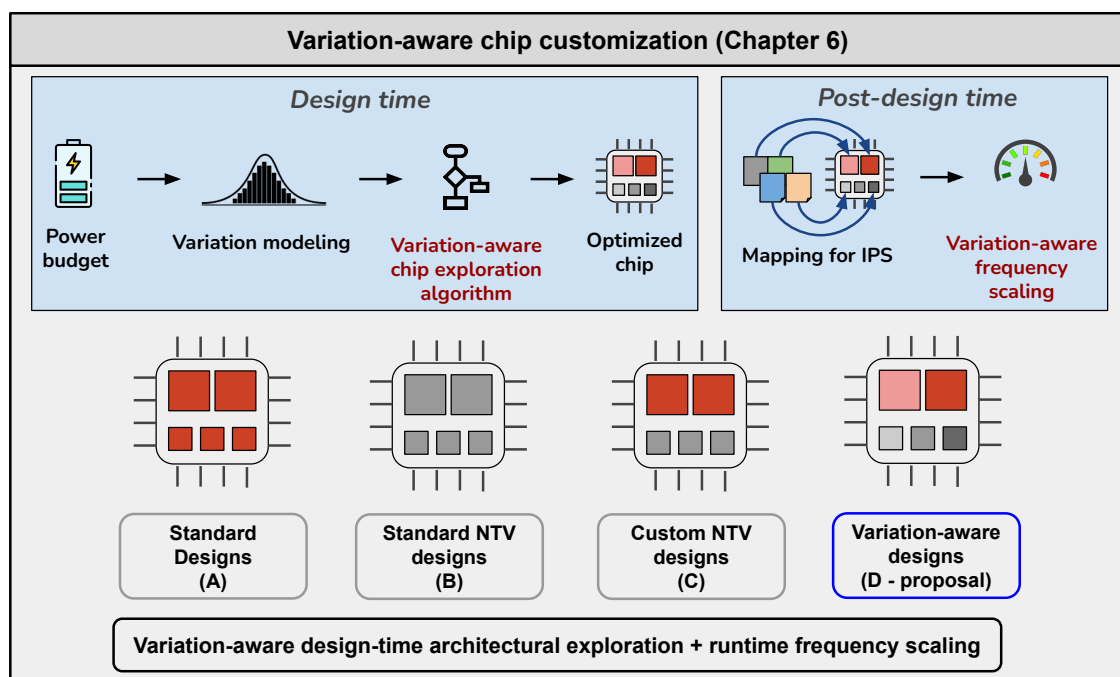 Variation-aware chip customization (Chapter 6)
Design time
Power
budget
Variation modeling
Variation-aware
chip exploration
algorithm
Optimized
chip
Post-design time
Mapping for IPS
Variation-aware
frequency
scaling
Standard
Designs
(A)
Standard NTV
designs
(B)
Custom NTV
designs
(C)
Variation-aware
designs
(D - proposal)
Variation-aware design-time architectural exploration + runtime frequency scaling